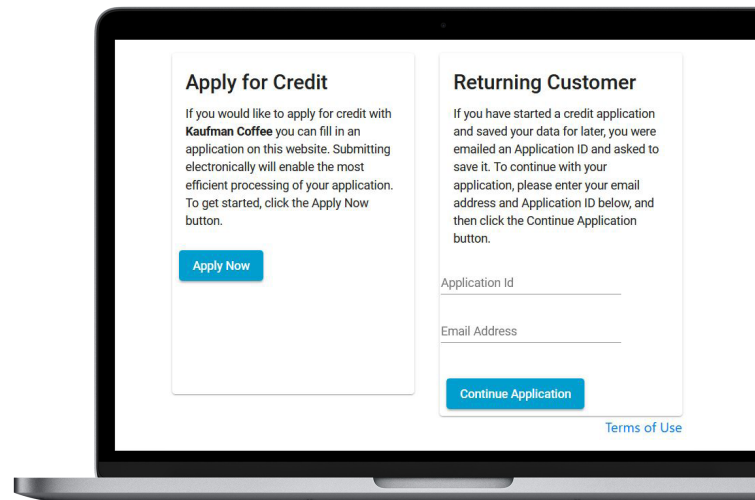 Apply for Credit
If you would like to apply for credit with
Kaufman Coffee you can fill in an
application on this website. Submitting
electronically will enable the most
efficient processing of your application.
To get started, click the Apply Now
button.
Apply Now
Returning Customer
If you have started a credit application
and saved your data for later, you were
emailed an Application ID and asked to
save it. To continue with your
application, please enter your email
address and Application ID below, and
then click the Continue Application
button.
Application Id
Email Address
Continue Application
Terms of Use